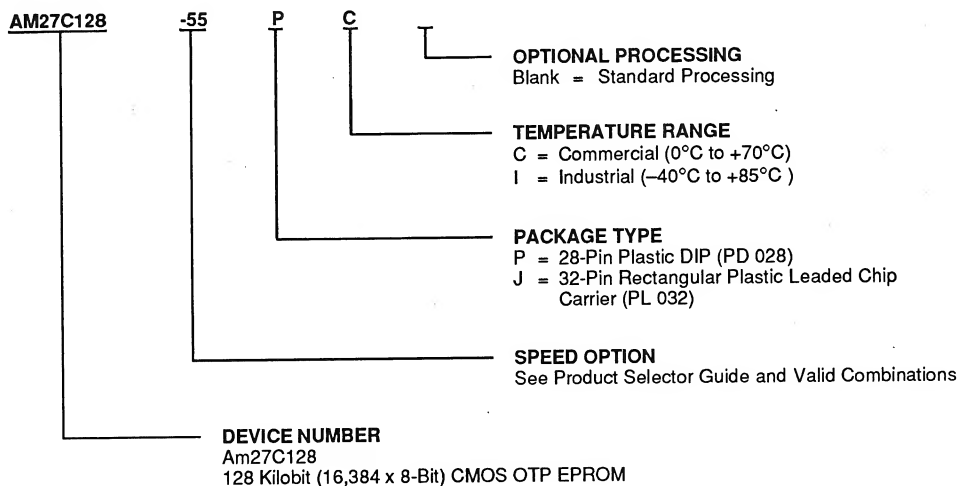 AM27C128 -55 P C
OPTIONAL PROCESSING
Blank = Standard Processing
TEMPERATURE RANGE
C = Commercial (0°C to +70°C)
I = Industrial (–40°C to +85°C )
PACKAGE TYPE
P = 28-Pin Plastic DIP (PD 028)
J = 32-Pin Rectangular Plastic Leaded Chip
Carrier (PL 032)
SPEED OPTION
See Product Selector Guide and Valid Combinations
DEVICE NUMBER
Am27C128
128 Kilobit (16,384 x 8-Bit) CMOS OTP EPROM